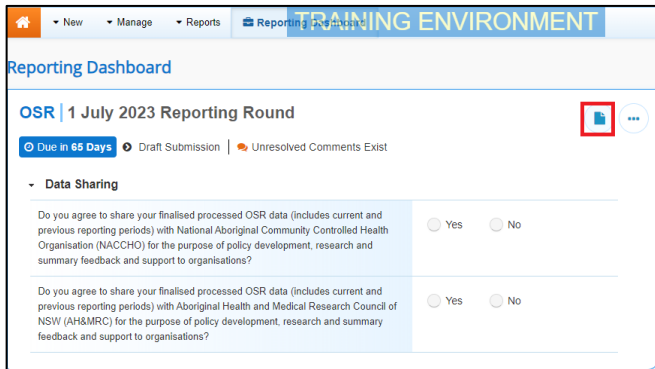 New Manage Reports Reporting Dashboard
TRAINING ENVIRONMENT
Reporting Dashboard
OSR | 1 July 2023 Reporting Round
Due in 65 Days Draft Submission | Unresolved Comments Exist
Data Sharing
Do you agree to share your finalised processed OSR data (includes current and
previous reporting periods) with National Aboriginal Community Controlled Health
Organisation (NACCHO) for the purpose of policy development, research and
summary feedback and support to organisations?
Yes No
Do you agree to share your finalised processed OSR data (includes current and
previous reporting periods) with Aboriginal Health and Medical Research Council of
NSW (AH&MRC) for the purpose of policy development, research and summary
feedback and support to organisations?
Yes No